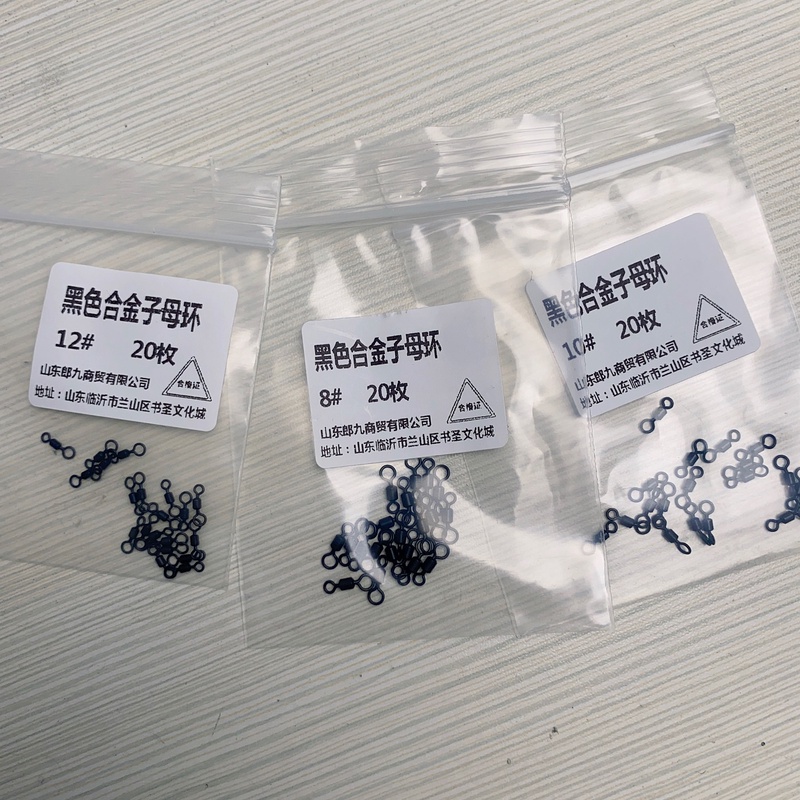 黑色合金子母环
12# 20枚
合格证
山东郎九商贸有限公司
地址：山东临沂市兰山区书圣文化城
黑色合金子母环
8# 20枚
合格证
山东郎九商贸有限公司
地址：山东临沂市兰山区书圣文化城
黑色合金子母环
10# 20枚
合格证
山东郎九商贸有限公司
地址：山东临沂市兰山区书圣文化城